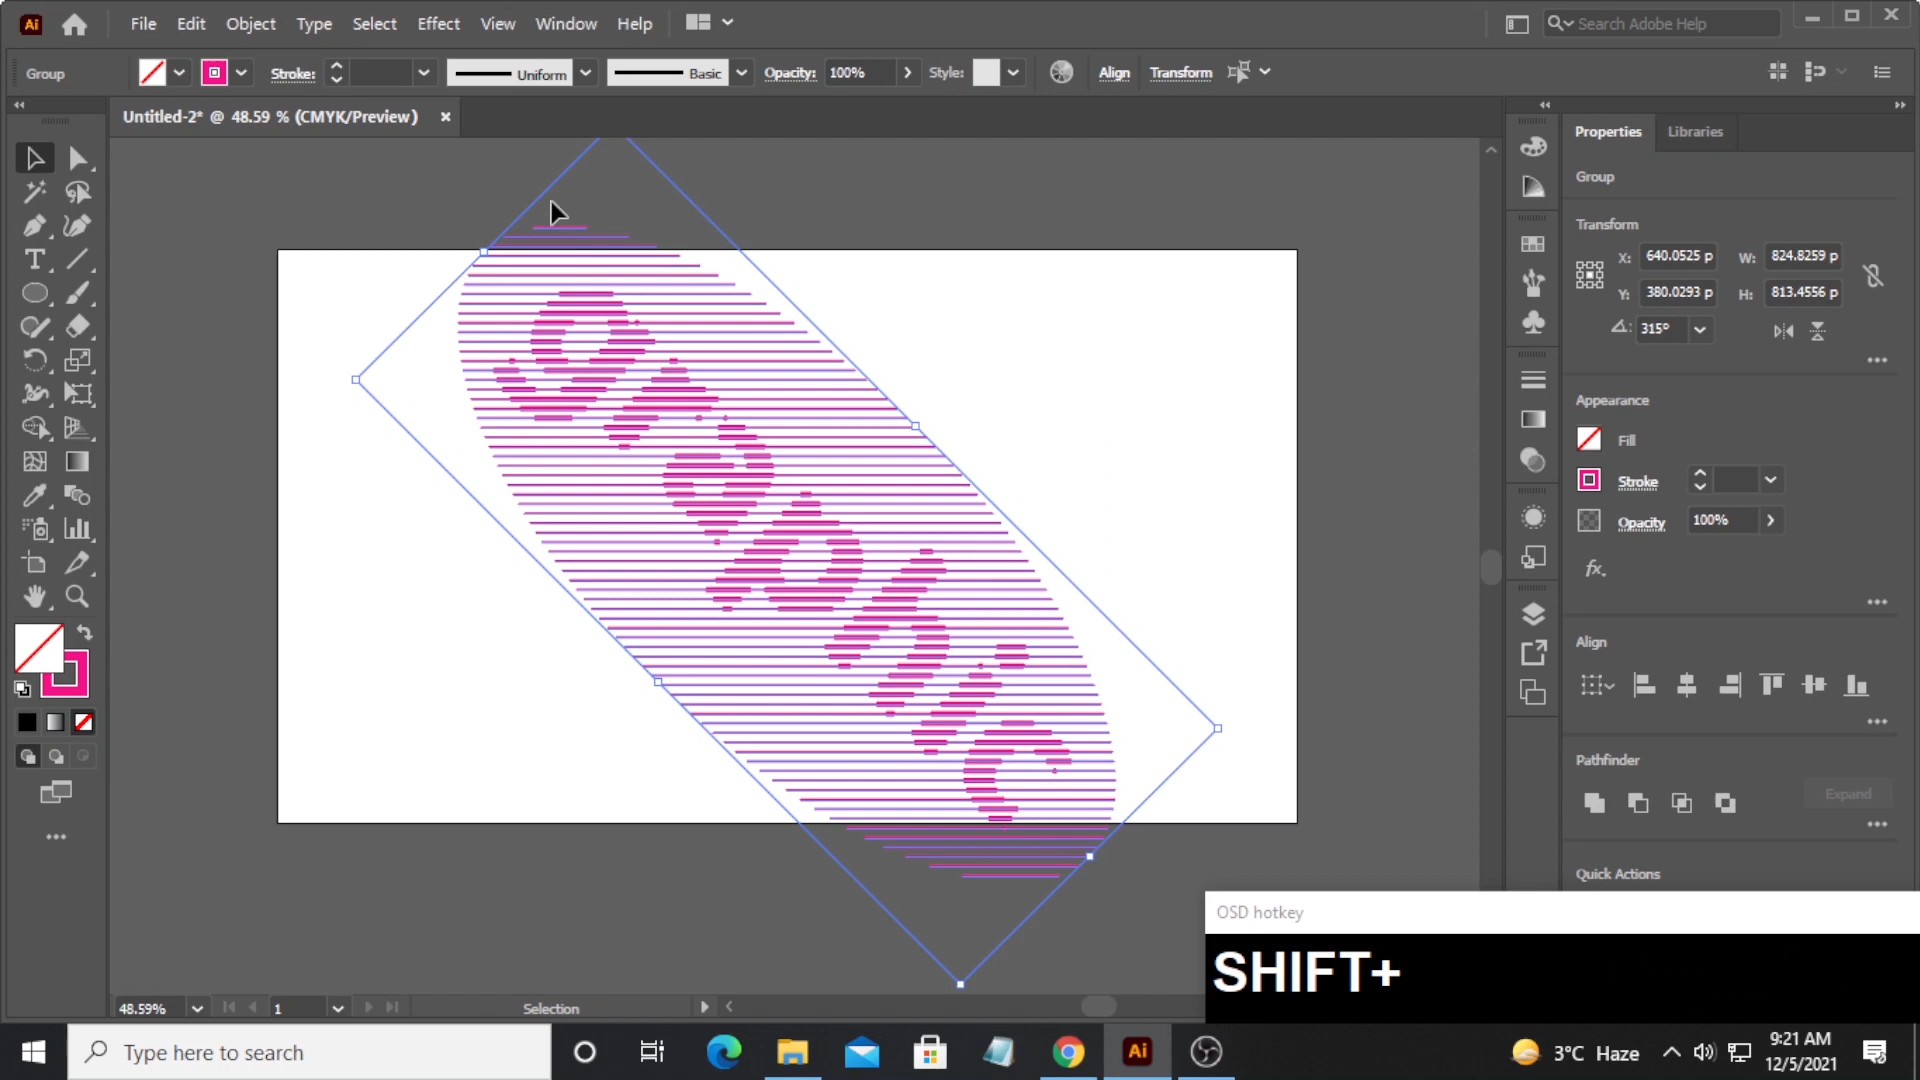 Ai File Edit Object Type Select Effect View Window Help Search Adobe Help
Group Stroke: Uniform Basic Opacity: 100% Style: Align Transform
Untitled-2* @ 48.59 % (CMYK/Preview) ×
Properties Libraries
Group
Transform
X: 640.0525 p W: 824.8259 p
Y: 380.0293 p H: 813.4556 p
315°
Appearance
Fill
Stroke
Opacity 100%
fx.
Align
Pathfinder
Expand
Quick Actions
OSD hotkey
SHIFT+
48.59% 1 Selection
Type here to search
Ai
3°C Haze
9:21 AM
12/5/2021